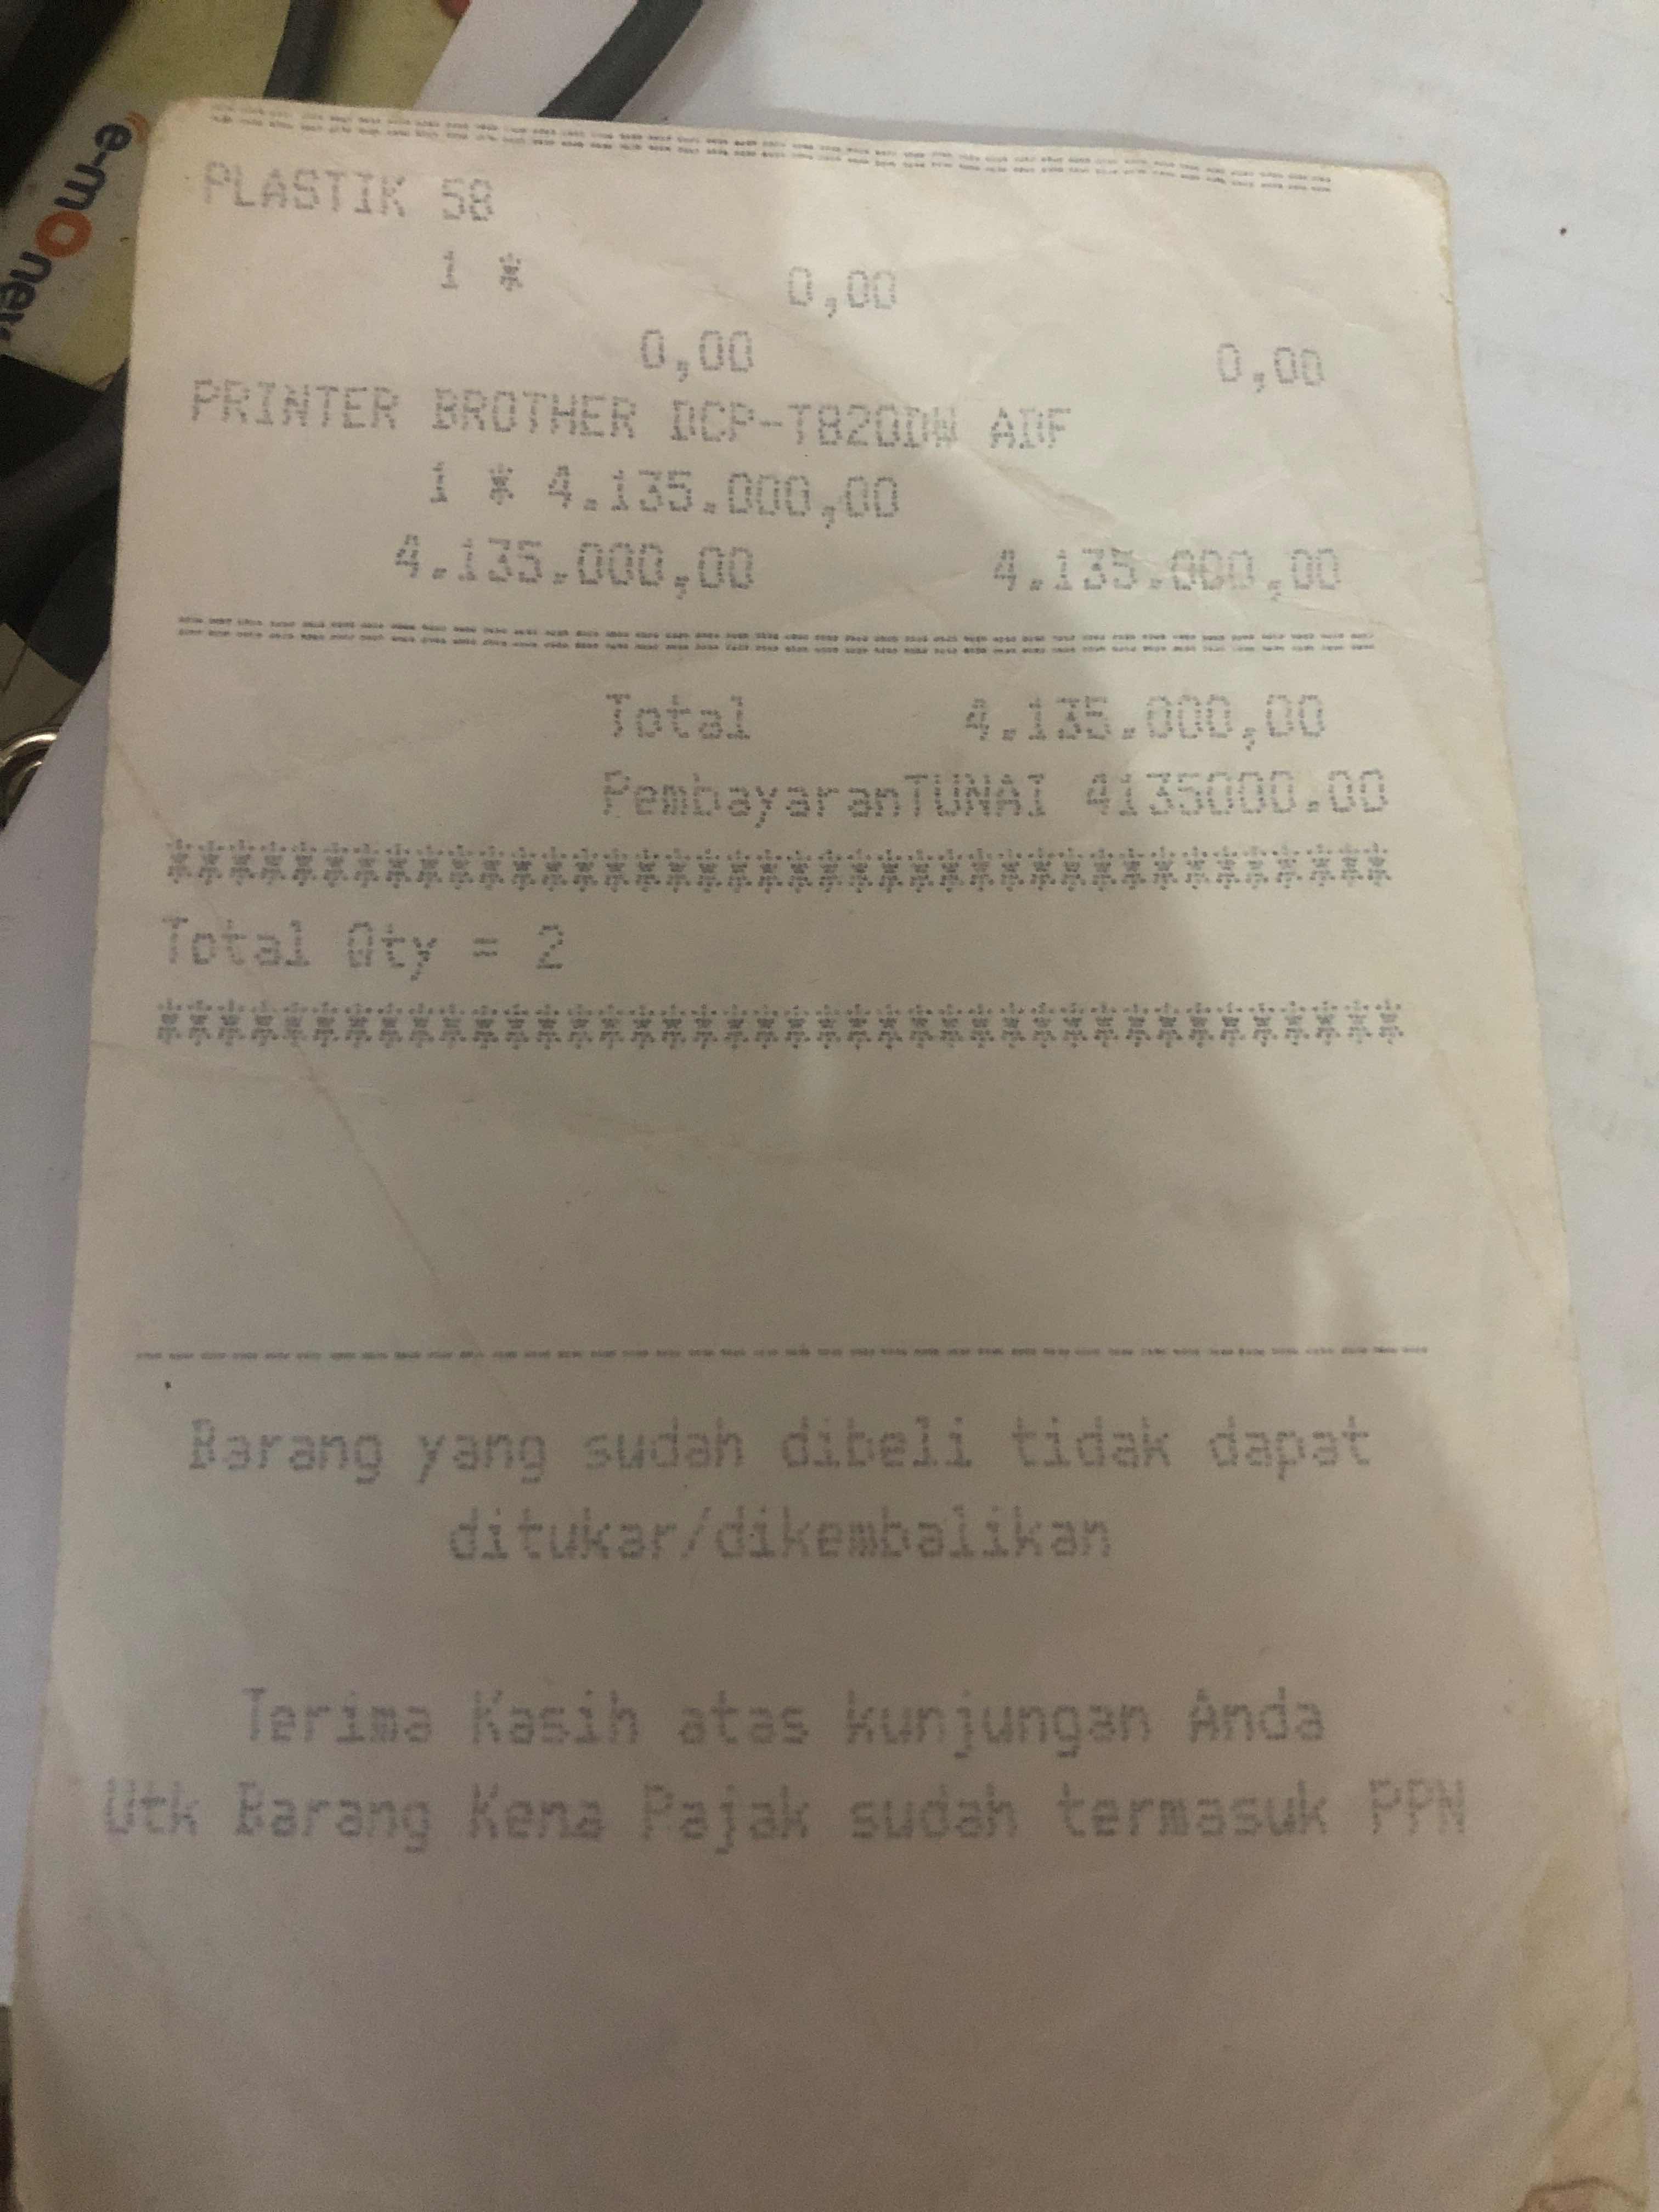 e-mOney
================================
PLASTIK 58
1 * 0,00
0,00 0,00
PRINTER BROTHER DCP-T820DW ADF
1 * 4.135.000,00
4.135.000,00 4.135.000,00
================================
Total 4.135.000,00
PembayaranTUNAI 4135000.00
****************************************
Total Qty = 2
****************************************
----------------------------------------
Barang yang sudah dibeli tidak dapat
ditukar/dikembalikan
Terima Kasih atas kunjungan Anda
Utk Barang Kena Pajak sudah termasuk PPN